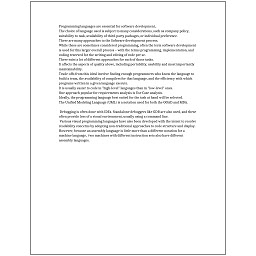 Programming languages are essential for software development.
The choice of language used is subject to many considerations, such as company policy,
suitability to task, availability of third-party packages, or individual preference.
There are many approaches to the Software development process.
While these are sometimes considered programming, often the term software development
is used for this larger overall process – with the terms programming, implementation, and
coding reserved for the writing and editing of code per se.
There exist a lot of different approaches for each of those tasks.
It affects the aspects of quality above, including portability, usability and most importantly
maintainability.
Trade-offs from this ideal involve finding enough programmers who know the language to
build a team, the availability of compilers for that language, and the efficiency with which
programs written in a given language execute.
It is usually easier to code in "high-level" languages than in "low-level" ones.
One approach popular for requirements analysis is Use Case analysis.
Ideally, the programming language best suited for the task at hand will be selected.
The Unified Modeling Language (UML) is a notation used for both the OOAD and MDA.
Debugging is often done with IDEs. Standalone debuggers like GDB are also used, and these
often provide less of a visual environment, usually using a command line.
Various visual programming languages have also been developed with the intent to resolve
readability concerns by adopting non-traditional approaches to code structure and display.
However, because an assembly language is little more than a different notation for a
machine language, two machines with different instruction sets also have different
assembly languages.